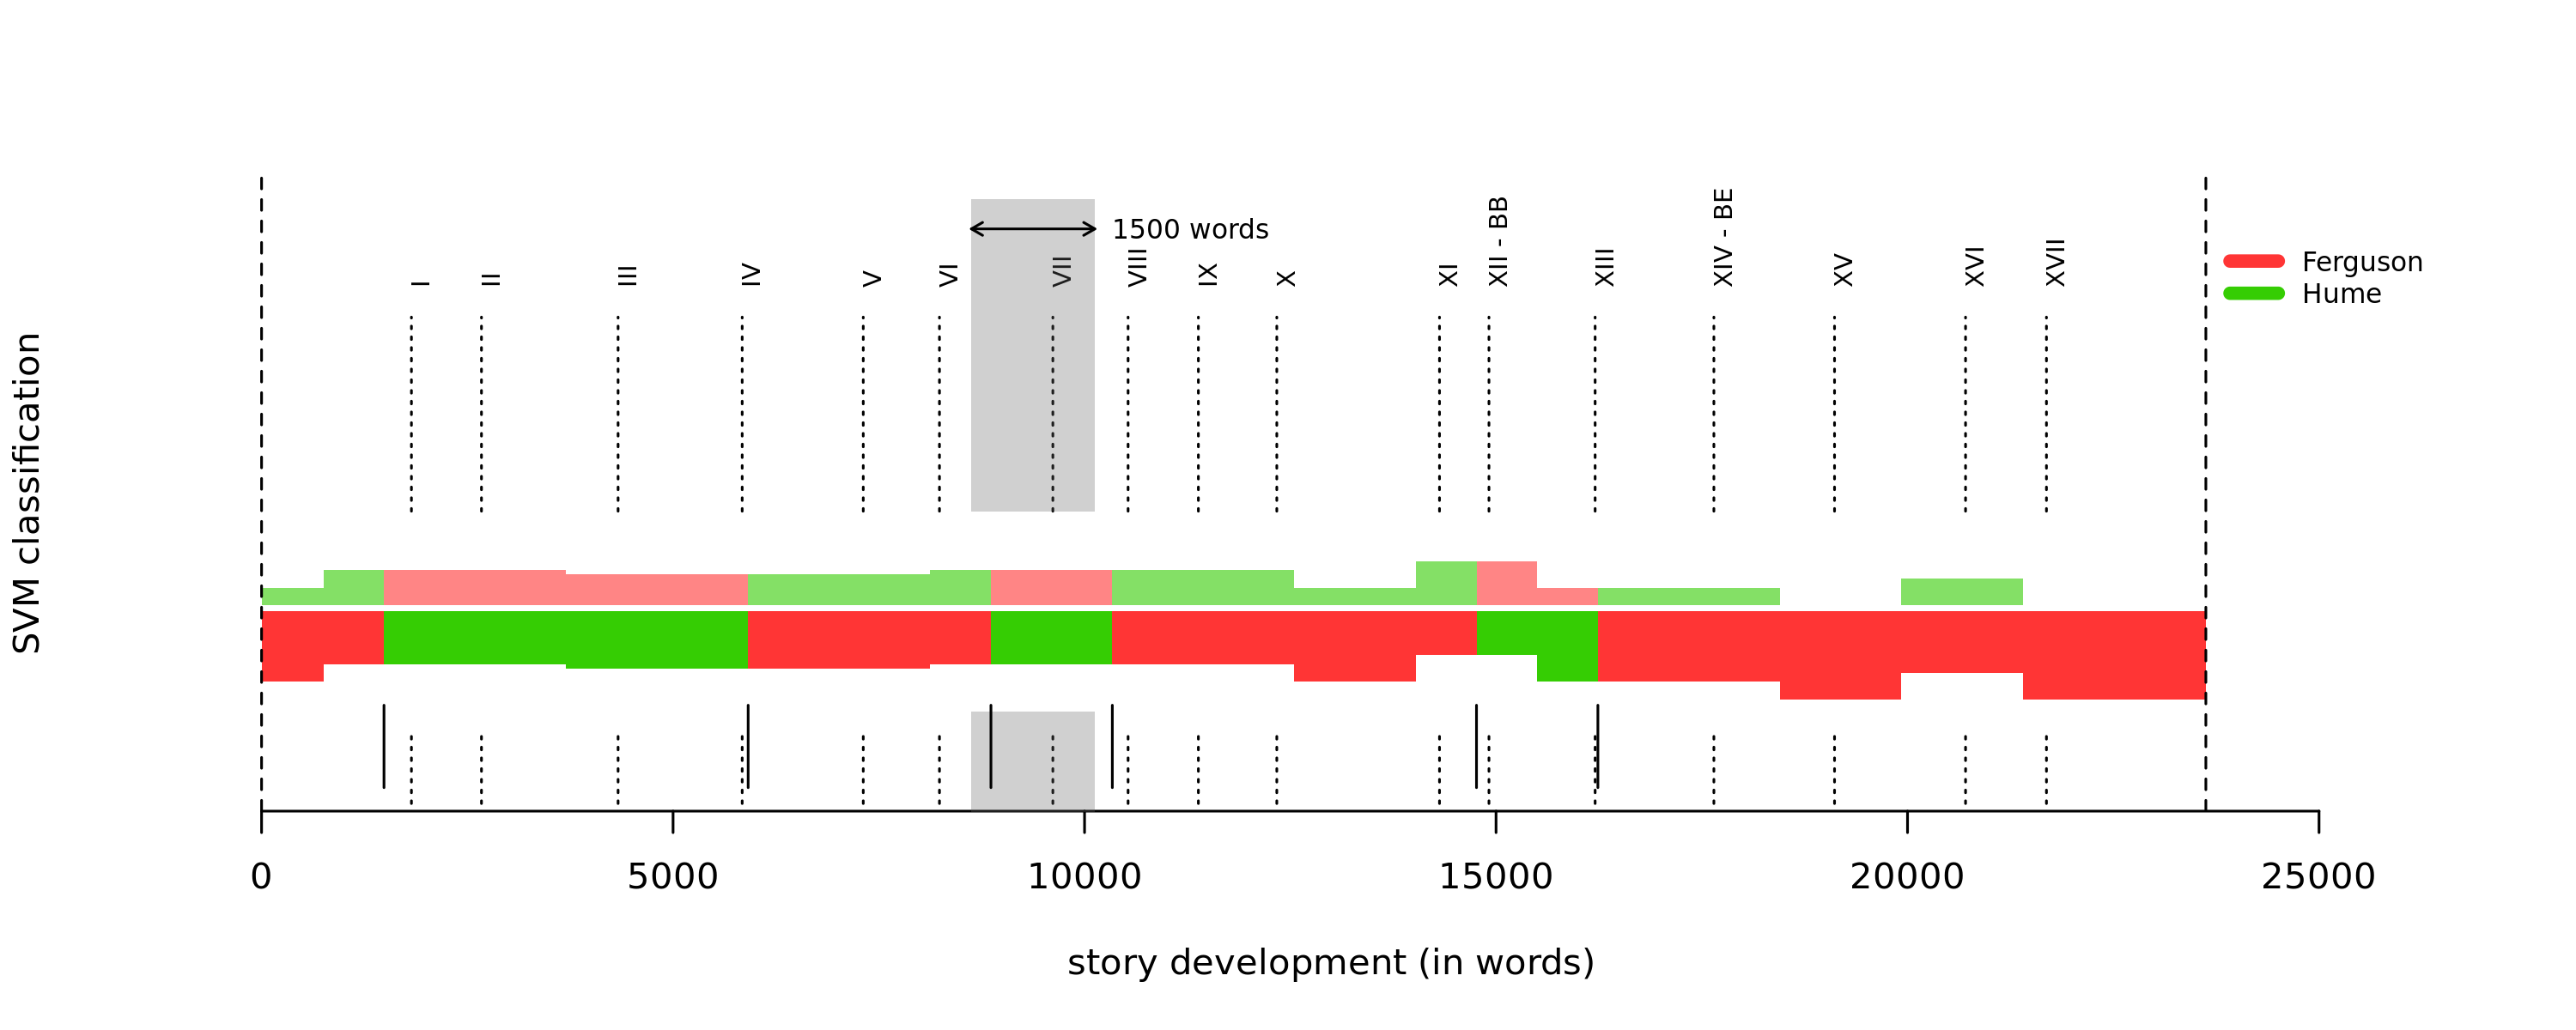 1500 words
I
II
III
IV
V
VI
VII
VIII
IX
X
XI
XII - BB
XIII
XIV - BE
XV
XVI
XVII
Ferguson
Hume
SVM classification
0
5000
10000
15000
20000
25000
story development (in words)